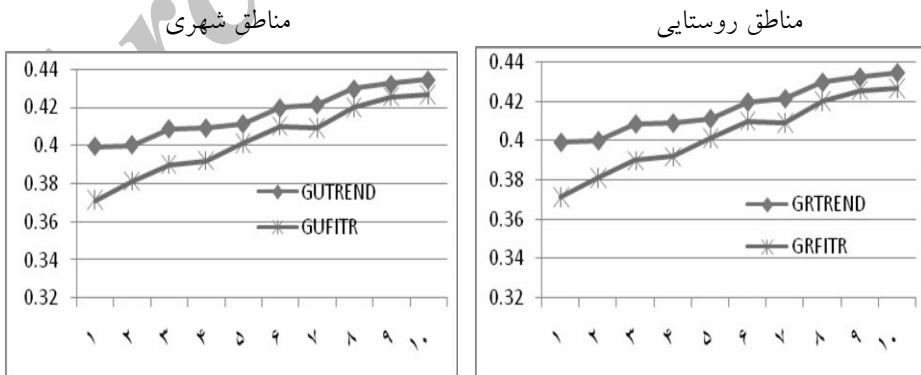 مناطق شهری
مناطق روستایی
0.44
0.42
0.4
0.38
0.36
0.34
0.32
GUTREND
GUFITR
۱ ۲ ۳ ۴ ۵ ۶ ۷ ۸ ۹ ۱۰
0.44
0.42
0.4
0.38
0.36
0.34
0.32
GRTREND
GRFITR
۱ ۲ ۳ ۴ ۵ ۶ ۷ ۸ ۹ ۱۰